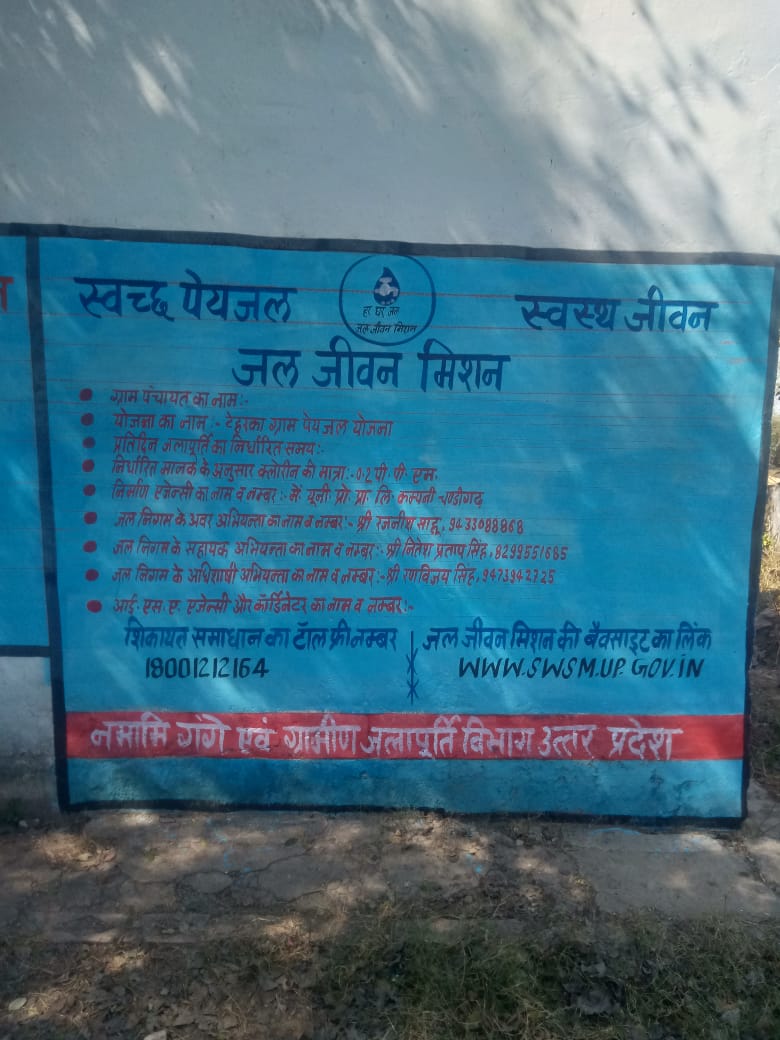 स्वच्छ पेयजल
हर घर जल
जल जीवन मिशन
स्वस्थ जीवन
जल जीवन मिशन
ग्राम पंचायत का नाम:-
योजना का नाम:- टेहरका ग्राम पेयजल योजना
प्रतिदिन जलापूर्ति का निर्धारित समय:-
निर्धारित मानक के अनुसार क्लोरीन की मात्रा:-0.2 पी. पी. एम.
निर्माण एजेन्सी का नाम व नम्बर:- मे. यूनी प्रो प्रा. लि. कम्पनी चण्डीगढ़
जल निगम के अवर अभियन्ता का नाम व नम्बर:- श्री रजनीश साहू, 9433088868
जल निगम के सहायक अभियन्ता का नाम व नम्बर:- श्री नितेश प्रताप सिंह, 8299551685
जल निगम के अधिशाषी अभियन्ता का नाम व नम्बर:- श्री रणविजय सिंह, 9473942725
आई. एस. ए. एजेन्सी और कॉर्डिनेटर का नाम व नम्बर:-
शिकायत समाधान का टॉल फ्री नम्बर
18001212164
जल जीवन मिशन की बैवसाइट का लिंक
WWW.SWSM.UP.GOV.IN
नमामि गंगे एवं ग्रामीण जलापूर्ति विभाग उत्तर प्रदेश